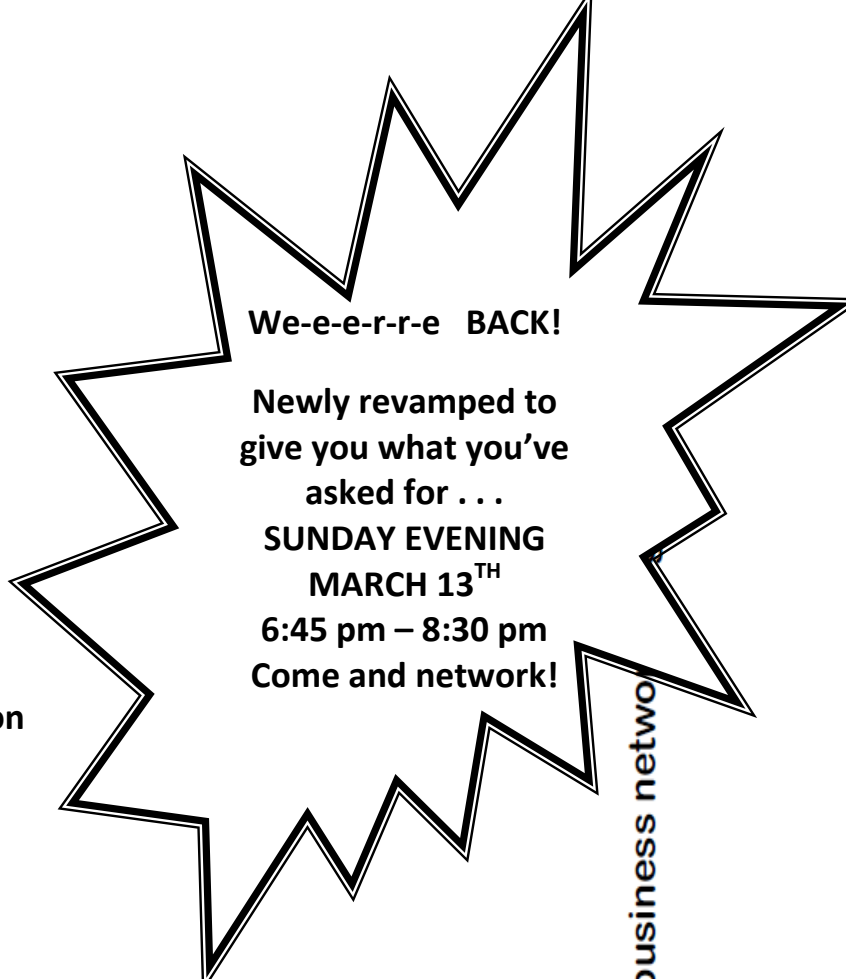 We-e-e-r-r-e BACK!
Newly revamped to
give you what you've
asked for . . .
SUNDAY EVENING
MARCH 13TH
6:45 pm – 8:30 pm
Come and network!
business netwo